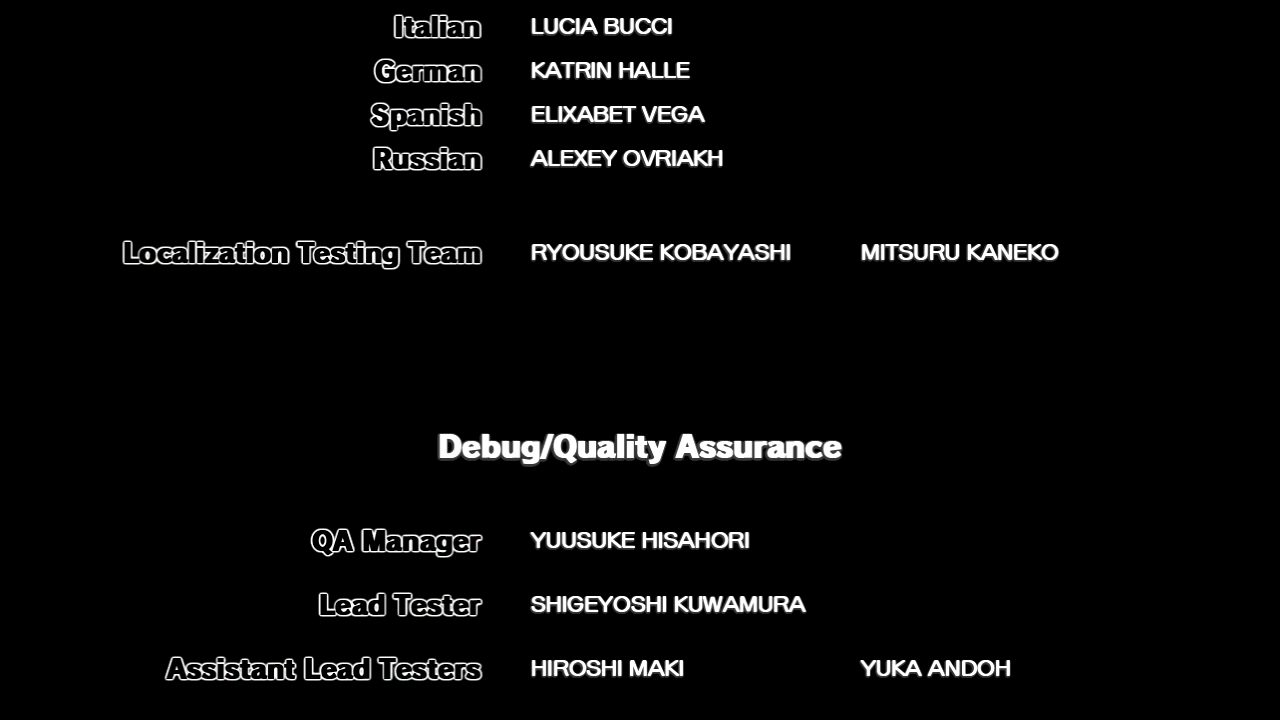 Italian LUCIA BUCCI
German KATRIN HALLE
Spanish ELIXABET VEGA
Russian ALEXEY OVRIAKH
Localization Testing Team RYOUSUKE KOBAYASHI MITSURU KANEKO
Debug/Quality Assurance
QA Manager YUUSUKE HISAHORI
Lead Tester SHIGEYOSHI KUWAMURA
Assistant Lead Testers HIROSHI MAKI YUKA ANDOH